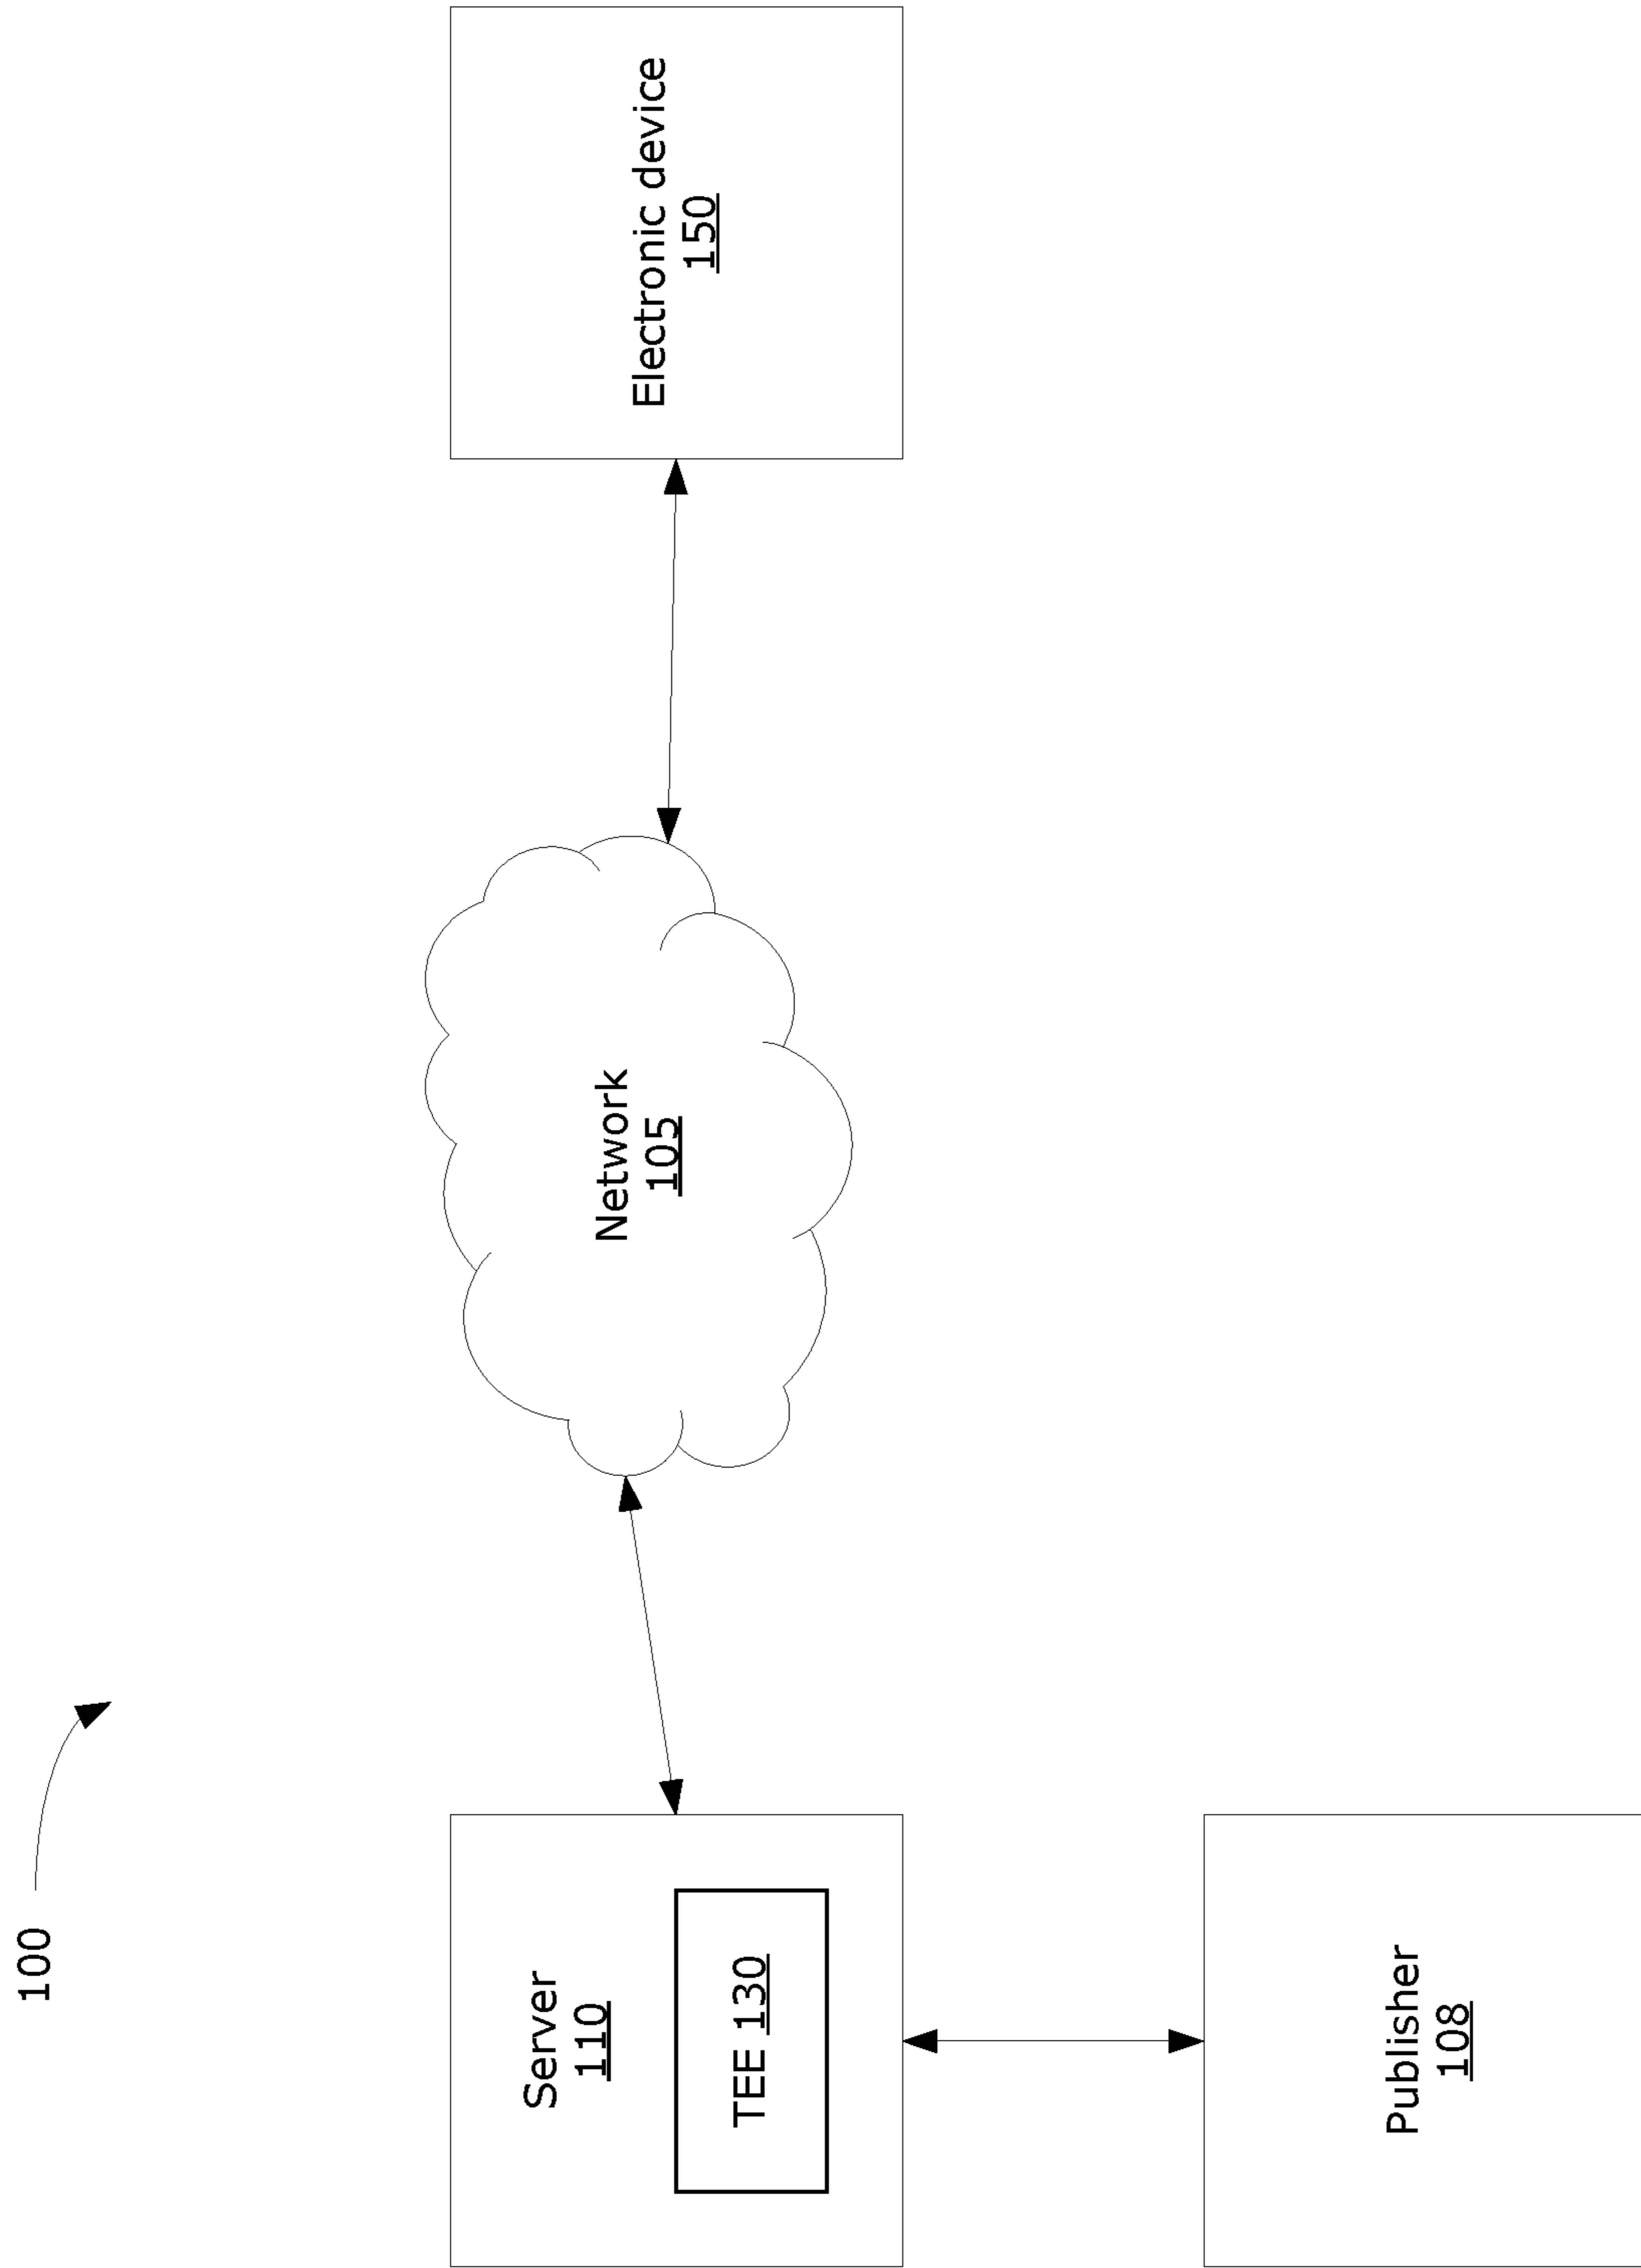 100
Server
110
TEE 130
Network
105
Electronic device
150
Publisher
108